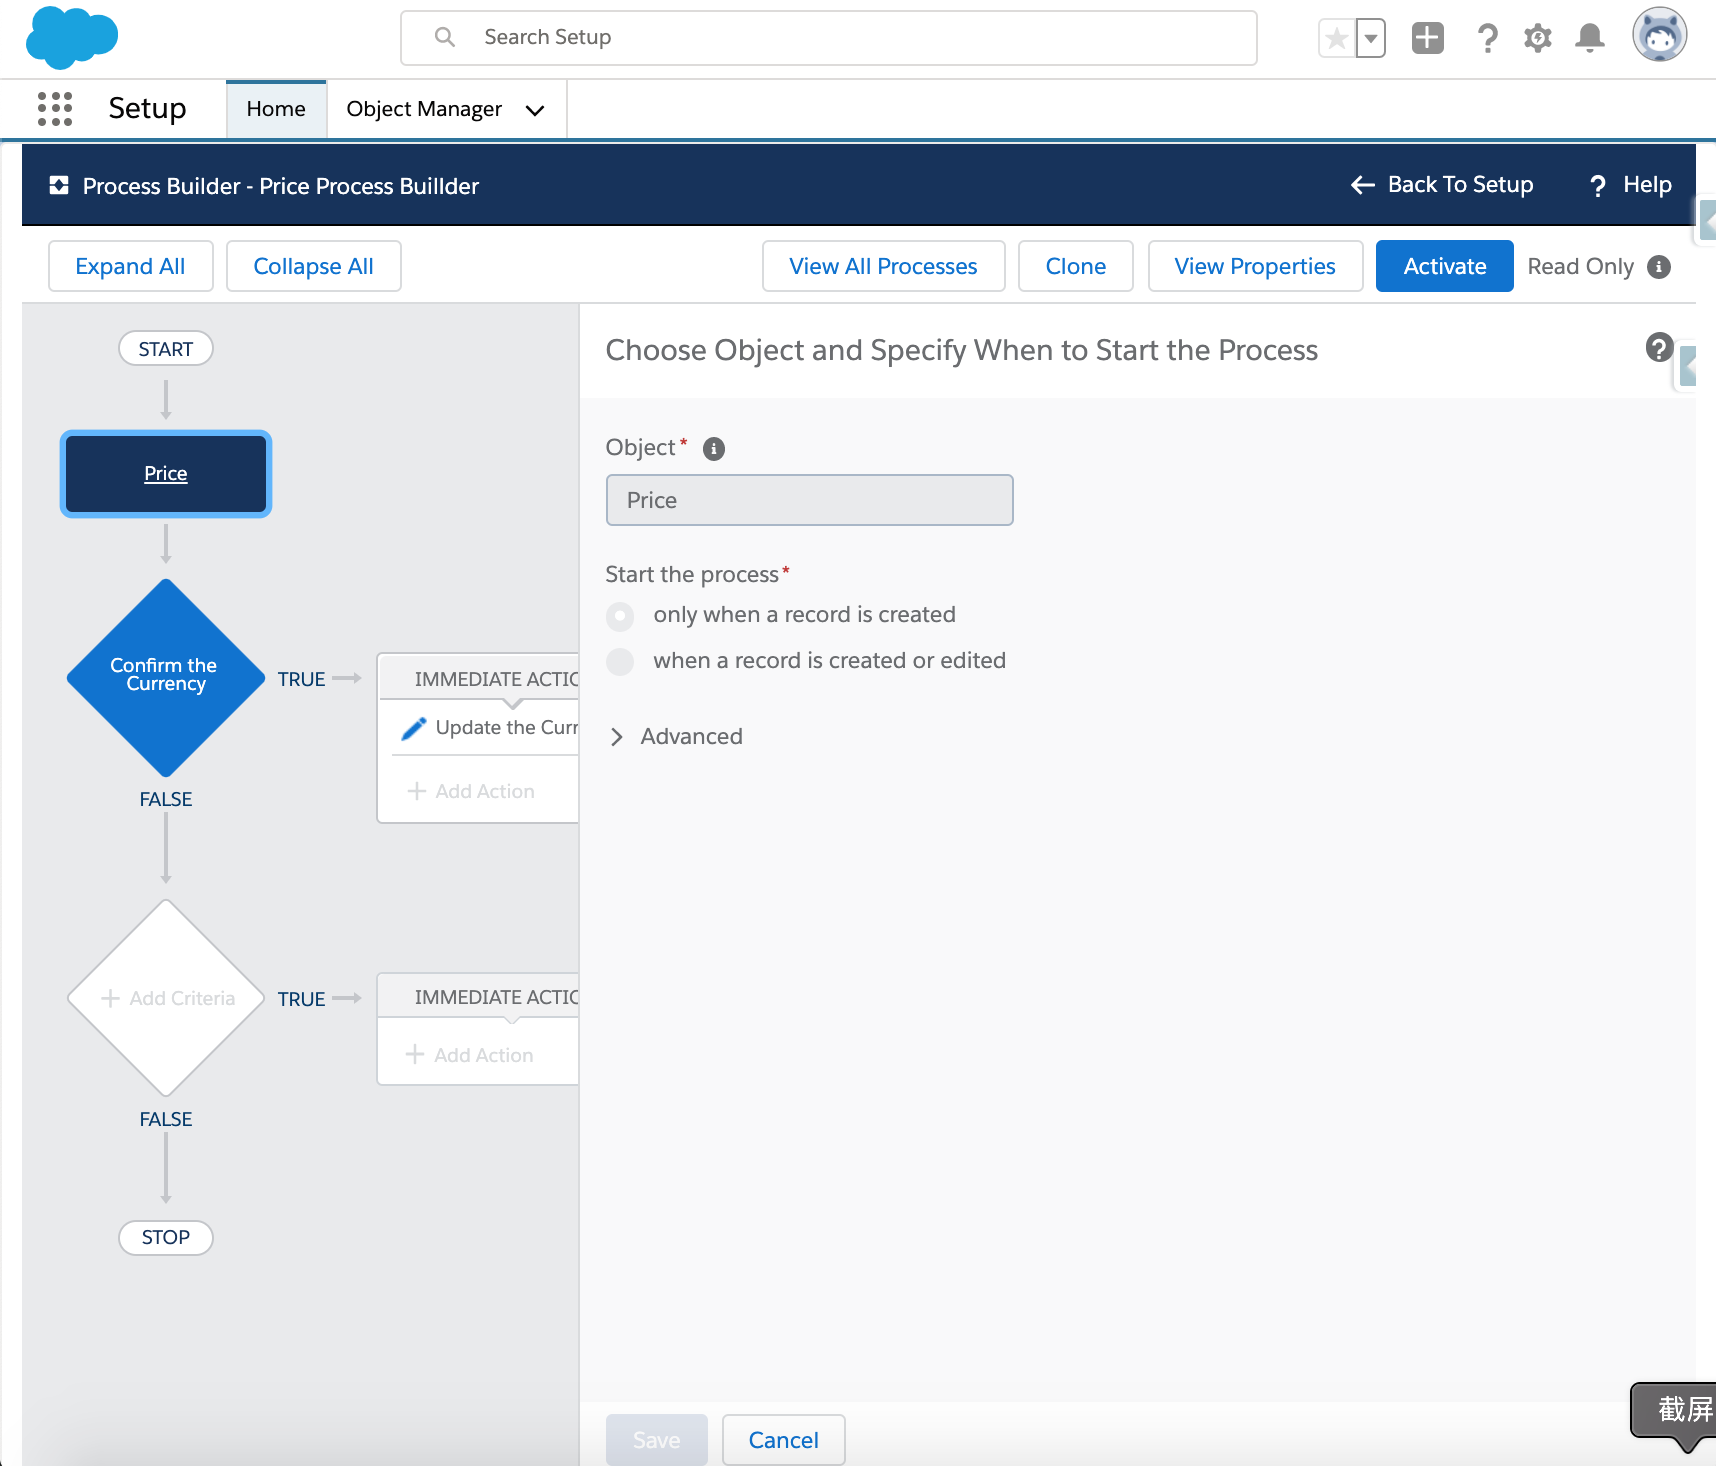 Search Setup
Setup
Home
Object Manager
Process Builder - Price Process Buillder
Back To Setup
? Help
Expand All
Collapse All
View All Processes
Clone
View Properties
Activate
Read Only
START
Choose Object and Specify When to Start the Process
Price
Object*
Price
Start the process*
only when a record is created
when a record is created or edited
Confirm the
Currency
TRUE
IMMEDIATE ACTIO
Update the Curr
+ Add Action
Advanced
FALSE
+ Add Criteria
TRUE
IMMEDIATE ACTIO
+ Add Action
FALSE
STOP
Save
Cancel
截屏